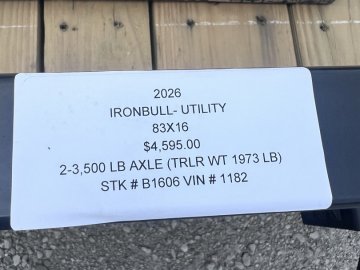 2026
IRONBULL- UTILITY
83X16
$4,595.00
2-3,500 LB AXLE (TRLR WT 1973 LB)
STK # B1606 VIN # 1182